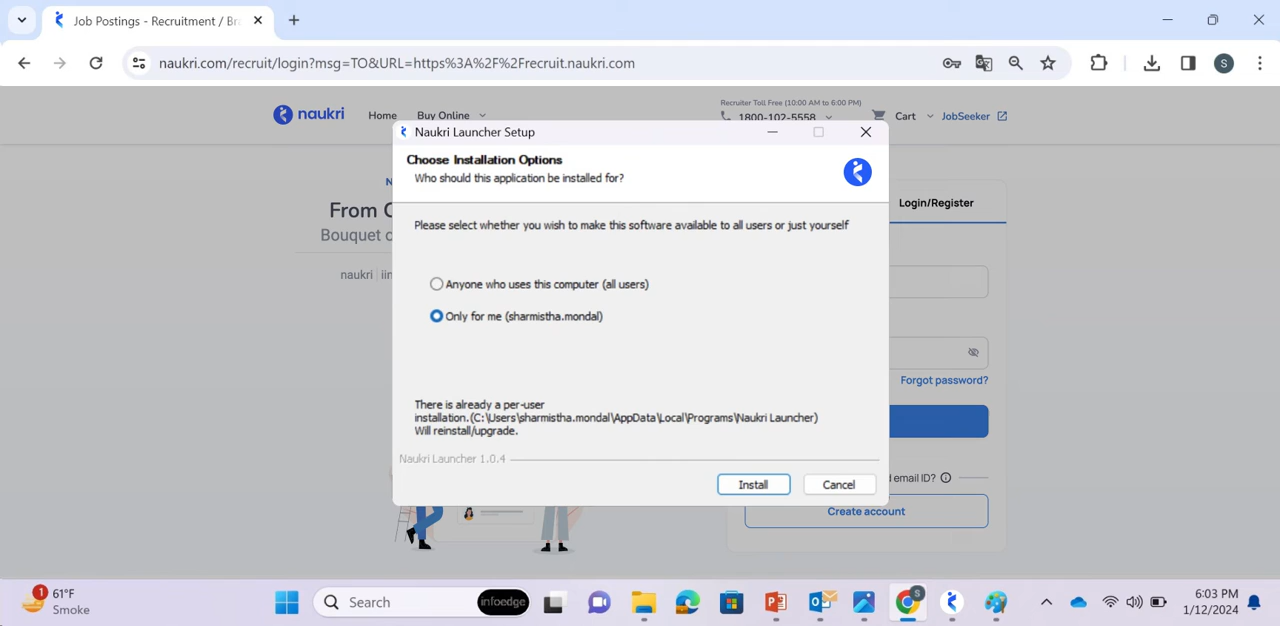 Job Postings - Recruitment / Br
naukri.com/recruit/login?msg=TO&URL=https%3A%2F%2Frecruit.naukri.com
S
Recruiter Toll Free (10:00 AM to 6:00 PM)
naukri
Home
Buy Online
1800-102-5558
Cart
JobSeeker
Naukri Launcher Setup
Choose Installation Options
Who should this application be installed for?
N
From C
Bouquet o
naukri
iin
Login/Register
Please select whether you wish to make this software available to all users or just yourself
Anyone who uses this computer (all users)
Only for me (sharmistha.mondal)
Forgot password?
There is already a per-user
installation.(C:\Users\sharmistha.mondal\AppData\Local\Programs\Naukri Launcher)
Will reinstall/upgrade.
Naukri Launcher 1.0.4
Install
Cancel
d email ID?
Create account
1
61°F
Smoke
Search
infoedge
S
6:03 PM
1/12/2024